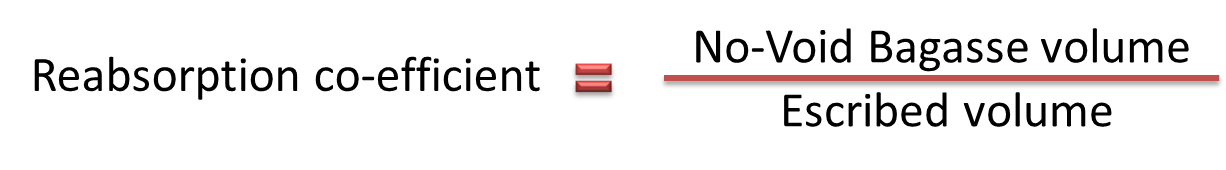 No-Void Bagasse volume
Reabsorption co-efficient =
Escribed volume